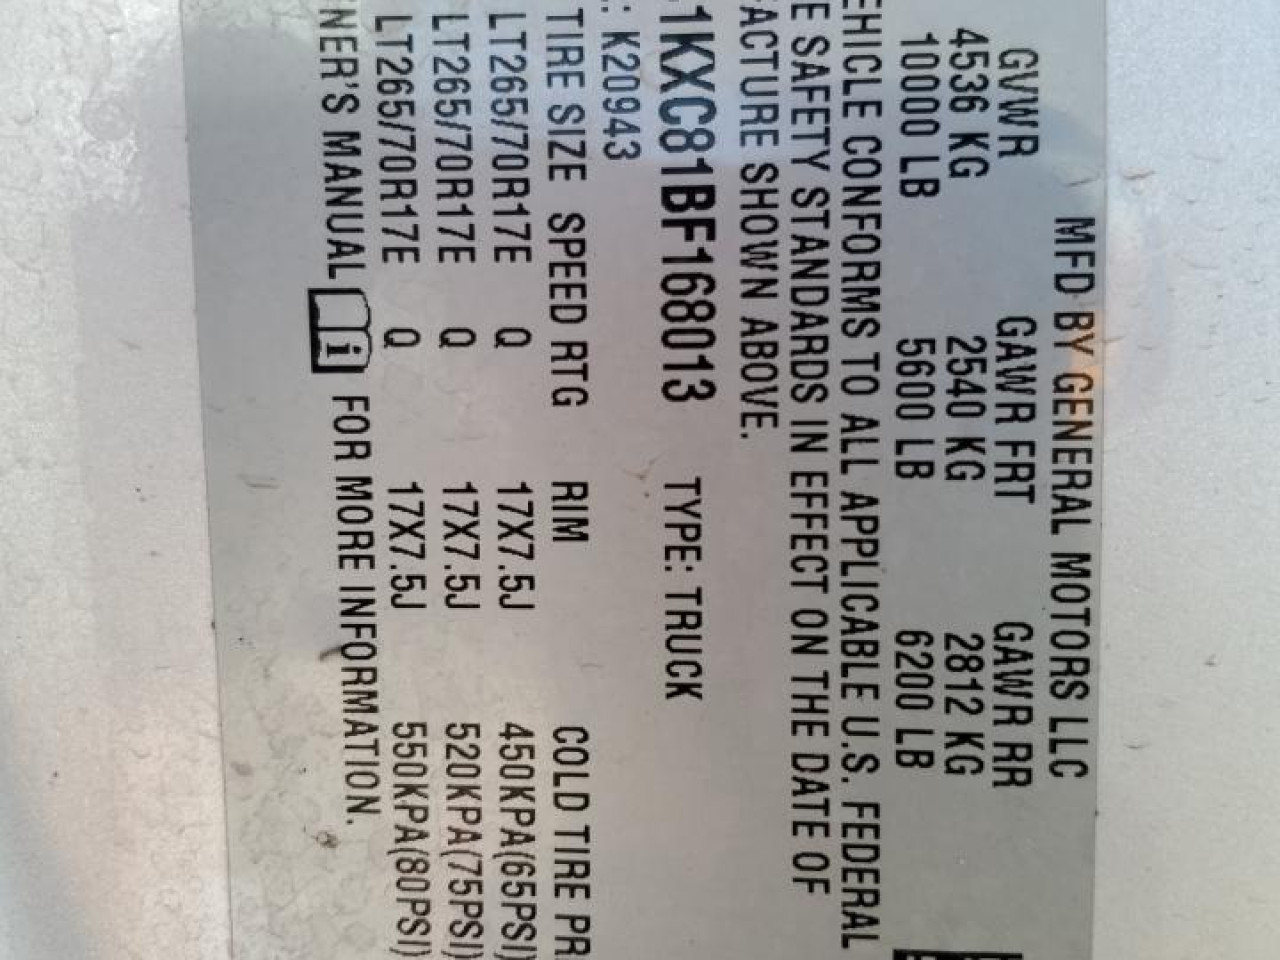 MFD BY GENERAL MOTORS LLC
GVWR GAWR FRT GAWR RR
4536 KG 2540 KG 2812 KG
10000 LB 5600 LB 6200 LB
EHICLE CONFORMS TO ALL APPLICABLE U.S. FEDERAL
E SAFETY STANDARDS IN EFFECT ON THE DATE OF
ACTURE SHOWN ABOVE.
1KXC81BF168013 TYPE: TRUCK
.: K20943
TIRE SIZE SPEED RTG RIM COLD TIRE PR
LT265/70R17E Q 17X7.5J 450KPA(65PSI)
LT265/70R17E Q 17X7.5J 520KPA(75PSI)
LT265/70R17E Q 17X7.5J 550KPA(80PSI)
NER'S MANUAL i FOR MORE INFORMATION.